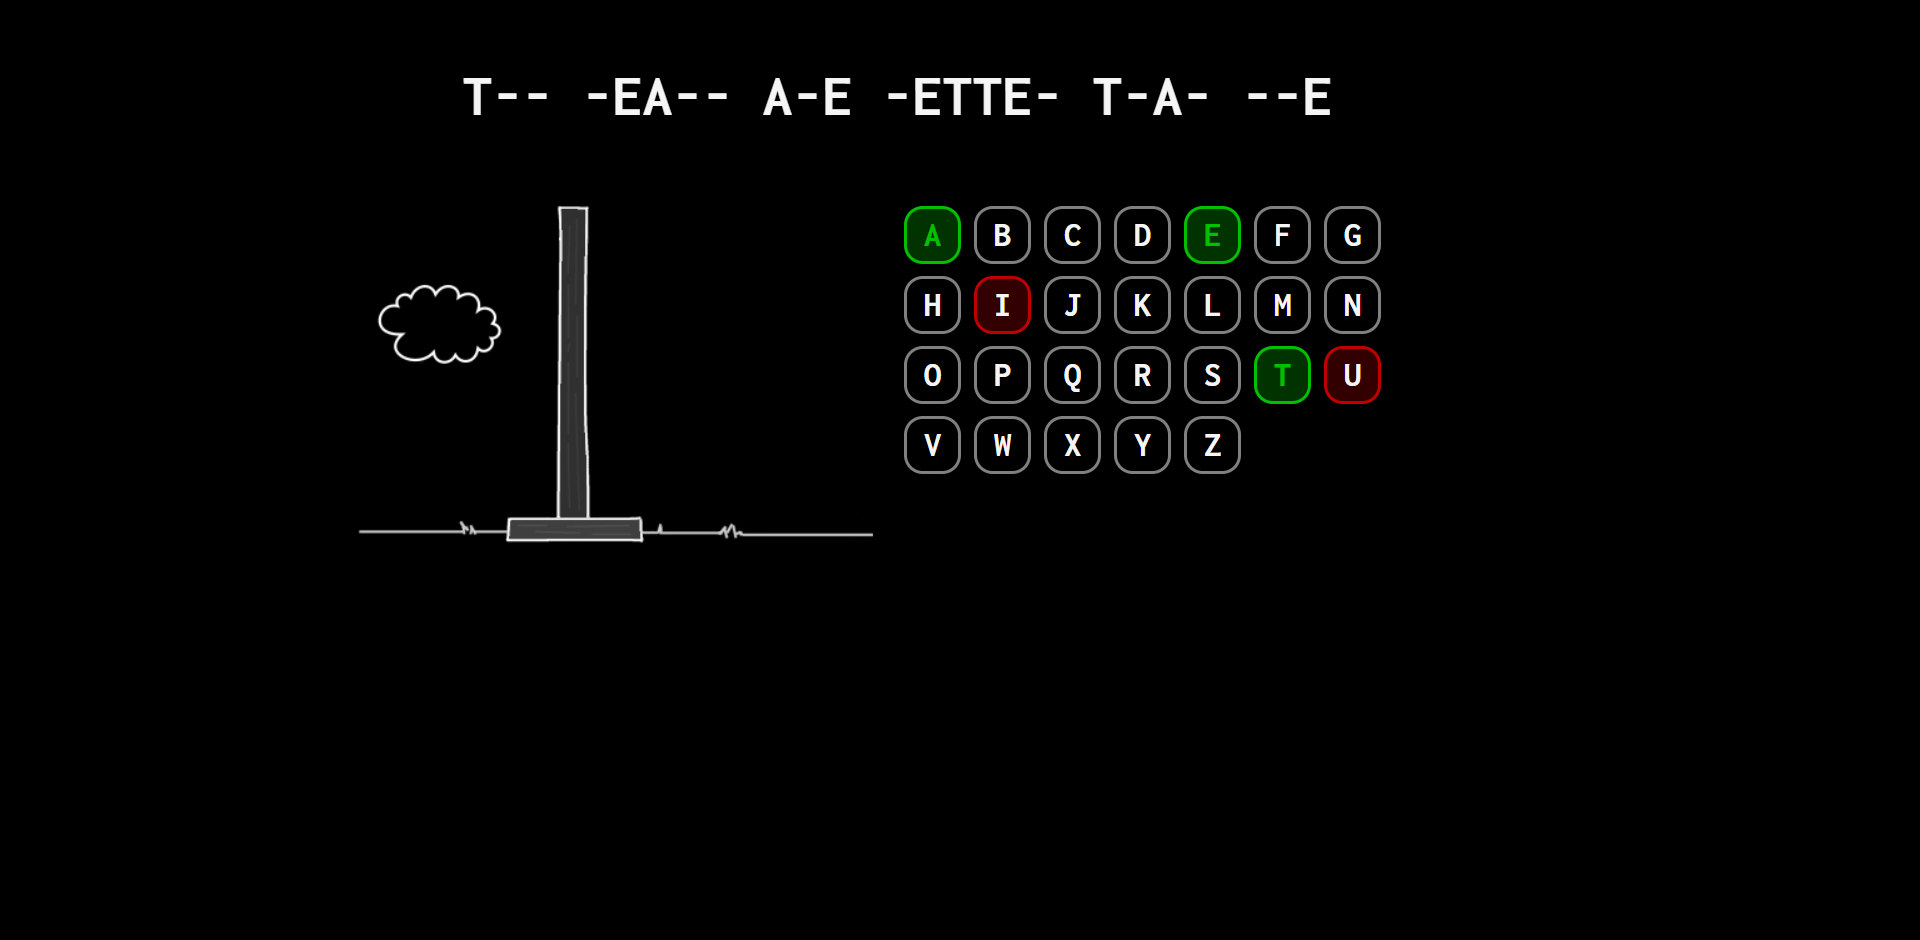 T-- -EA-- A-E -ETTE- T-A- --E
A B C D E F G
H I J K L M N
O P Q R S T U
V W X Y Z